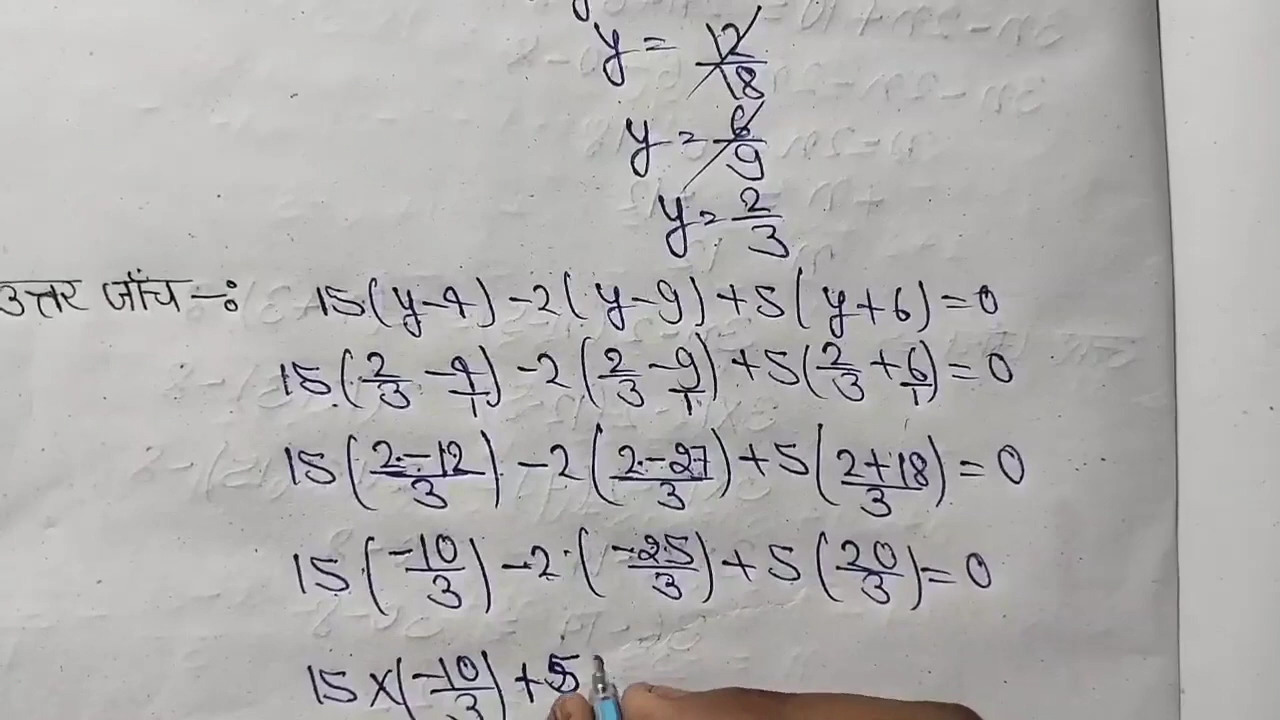 y = 12/18
y = 6/9
y = 2/3
उत्तर जाँच -: 15(y-4) -2(y-9) +5(y+6) = 0
15(2/3 -4/1) -2(2/3 -9/1) +5(2/3 +6/1) = 0
15(2-12/3) -2(2-27/3) +5(2+18/3) = 0
15(-10/3) -2(-25/3) +5(20/3) = 0
15×(-10/3) +5